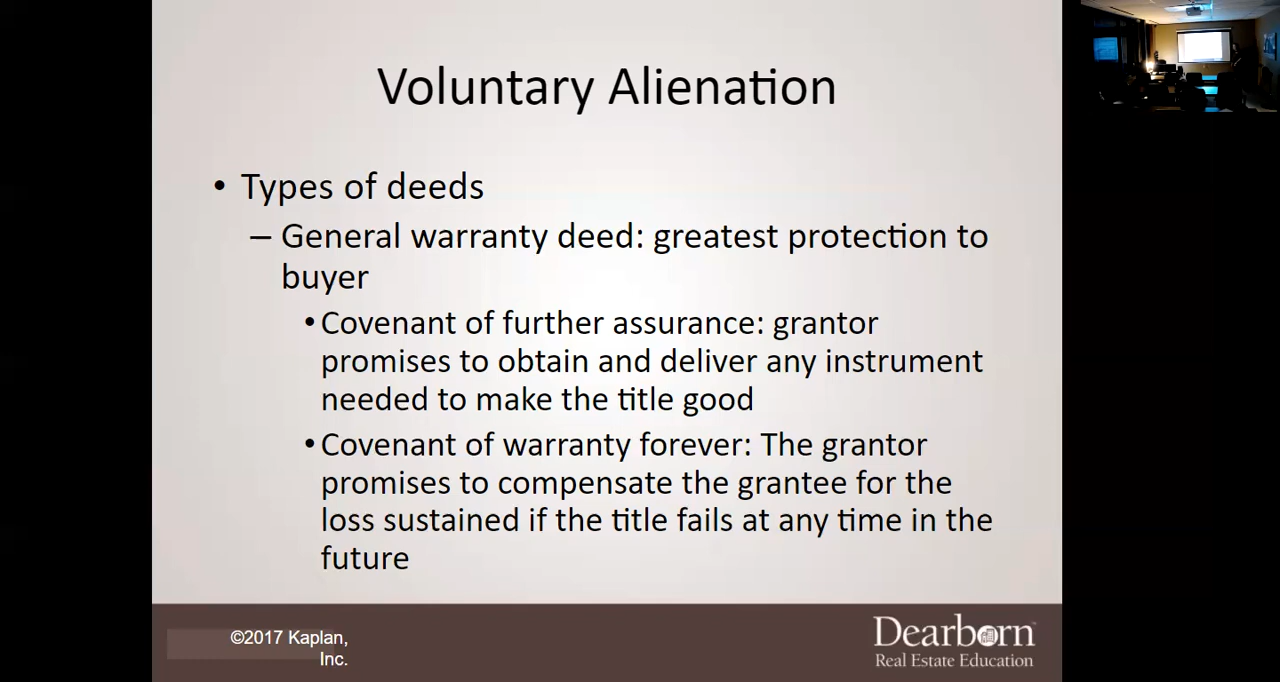 Voluntary Alienation
• Types of deeds
– General warranty deed: greatest protection to
buyer
• Covenant of further assurance: grantor
promises to obtain and deliver any instrument
needed to make the title good
• Covenant of warranty forever: The grantor
promises to compensate the grantee for the
loss sustained if the title fails at any time in the
future
©2017 Kaplan,
Inc.
Dearborn™
Real Estate Education